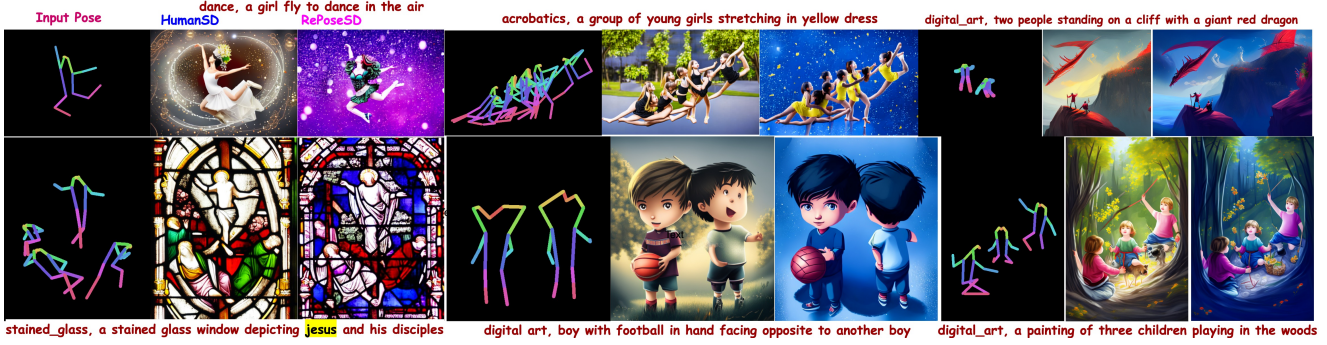 dance, a girl fly to dance in the air
Input Pose
HumanSD
RePoseSD
acrobatics, a group of young girls stretching in yellow dress
digital_art, two people standing on a cliff with a giant red dragon
Text
stained_glass, a stained glass window depicting jesus and his disciples
digital art, boy with football in hand facing opposite to another boy
digital_art, a painting of three children playing in the woods